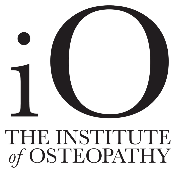 iO
THE INSTITUTE
of OSTEOPATHY